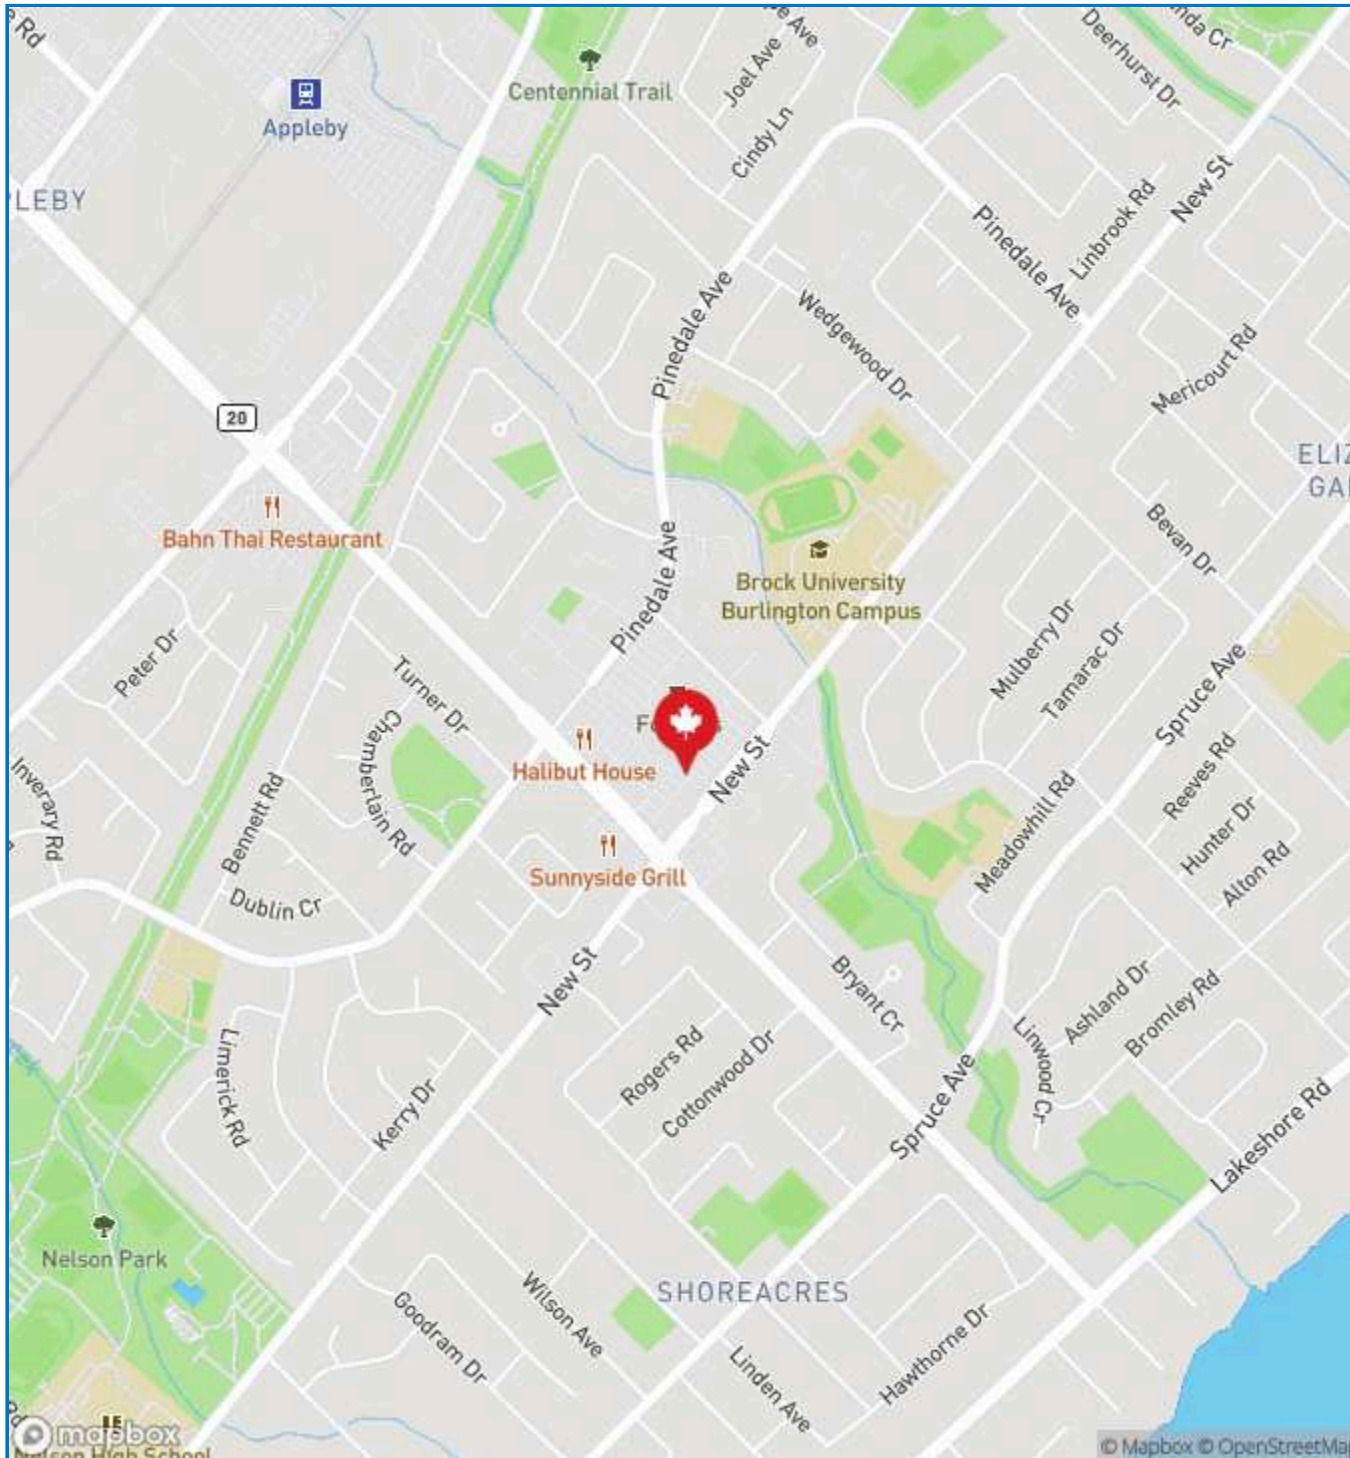 Rd
Appleby
Centennial Trail
Joel Ave
Ave
Cindy Ln
Deerhurst Dr
nda Cr
New St
Linbrook Rd
Pinedale Ave
PLEBY
Pinedale Ave
Wedgewood Dr
Mericourt Rd
20
ELIZ
GA
Bahn Thai Restaurant
Pinedale Ave
Brock University
Burlington Campus
Bevan Dr
Peter Dr
Turner Dr
Chamberlain Rd
Mulberry Dr
Tamarac Dr
Spruce Ave
Halibut House
New St
Inverary Rd
Bennett Rd
Sunnyside Grill
Meadowhill Rd
Reeves Rd
Hunter Dr
Alton Rd
Dublin Cr
New St
Bryant Cr
Ashland Dr
Bromley Rd
Linwood Cr
Limerick Rd
Kerry Dr
Rogers Rd
Cottonwood Dr
Spruce Ave
Lakeshore Rd
Nelson Park
SHOREACRES
Goodram Dr
Wilson Ave
Linden Ave
Hawthorne Dr
mapbox
Nelson High School
© Mapbox © OpenStreetMap